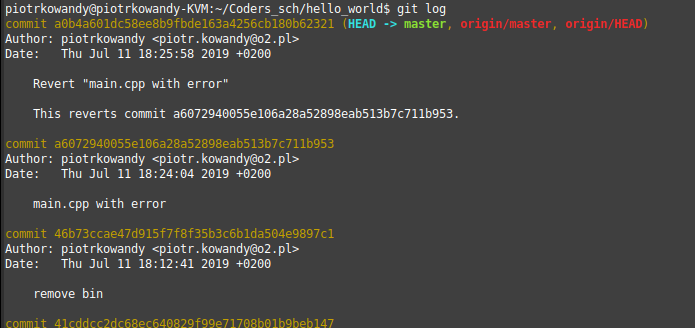 piotrkowandy@piotrkowandy-KVM:~/Coders_sch/hello_world$ git log
commit a0b4a601dc58ee8b9fbde163a4256cb180b62321 (HEAD -> master, origin/master, origin/HEAD)
Author: piotrkowandy <piotr.kowandy@o2.pl>
Date:   Thu Jul 11 18:25:58 2019 +0200
    Revert "main.cpp with error"
    This reverts commit a6072940055e106a28a52898eab513b7c711b953.
commit a6072940055e106a28a52898eab513b7c711b953
Author: piotrkowandy <piotr.kowandy@o2.pl>
Date:   Thu Jul 11 18:24:04 2019 +0200
    main.cpp with error
commit 46b73ccae47d915f7f8f35b3c6b1da504e9897c1
Author: piotrkowandy <piotr.kowandy@o2.pl>
Date:   Thu Jul 11 18:12:41 2019 +0200
    remove bin
commit 41cddcc2dc68ec640829f99e71708b01b9beb147